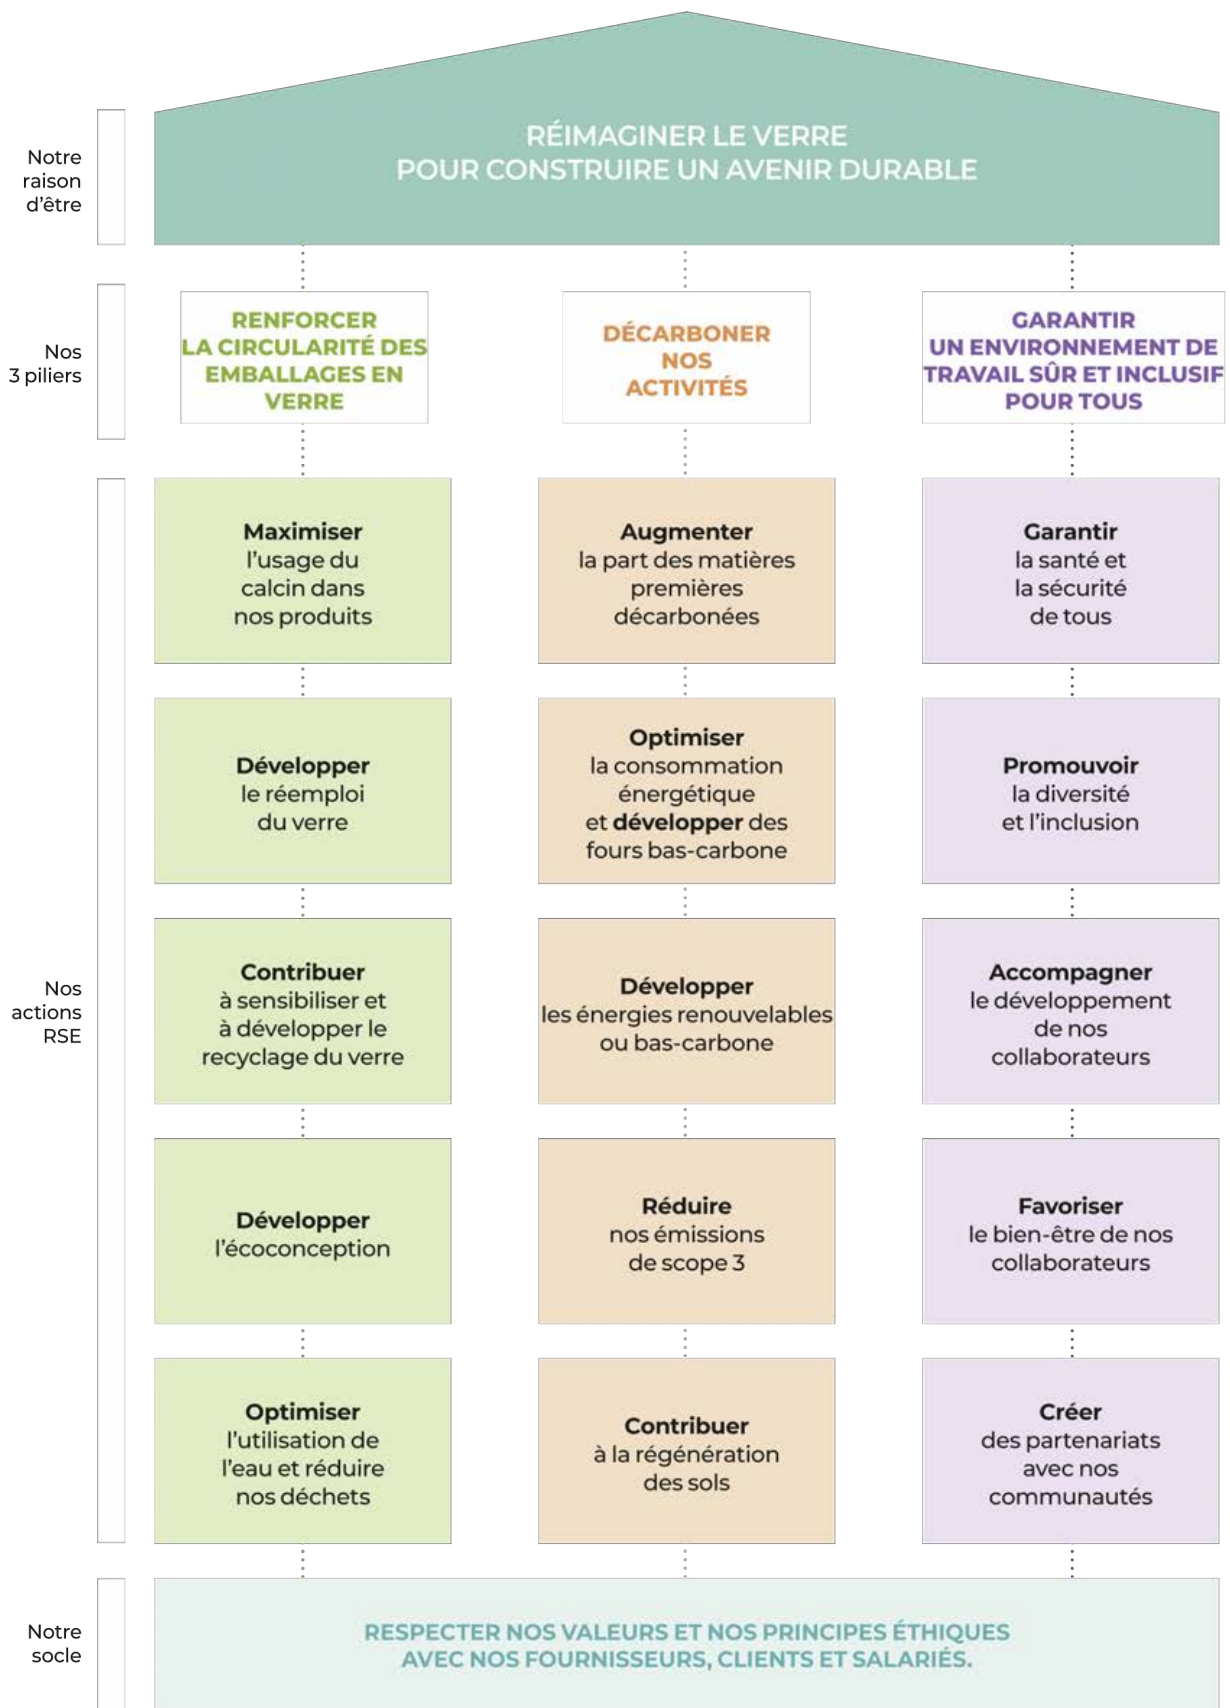 Notre
raison
d'être
RÉIMAGINER LE VERRE
POUR CONSTRUIRE UN AVENIR DURABLE
Nos
3 piliers
RENFORCER
LA CIRCULARITÉ DES
EMBALLAGES EN
VERRE
DÉCARBONER
NOS
ACTIVITÉS
GARANTIR
UN ENVIRONNEMENT DE
TRAVAIL SÛR ET INCLUSIF
POUR TOUS
Nos
actions
RSE
Maximiser
l'usage du
calcin dans
nos produits
Augmenter
la part des matières
premières
décarbonées
Garantir
la santé et
la sécurité
de tous
Développer
le réemploi
du verre
Optimiser
la consommation
énergétique
et développer des
fours bas-carbone
Promouvoir
la diversité
et l'inclusion
Contribuer
à sensibiliser et
à développer le
recyclage du verre
Développer
les énergies renouvelables
ou bas-carbone
Accompagner
le développement
de nos
collaborateurs
Développer
l'écoconception
Réduire
nos émissions
de scope 3
Favoriser
le bien-être de nos
collaborateurs
Optimiser
l'utilisation de
l'eau et réduire
nos déchets
Contribuer
à la régénération
des sols
Créer
des partenariats
avec nos
communautés
Notre
socle
RESPECTER NOS VALEURS ET NOS PRINCIPES ÉTHIQUES
AVEC NOS FOURNISSEURS, CLIENTS ET SALARIÉS.